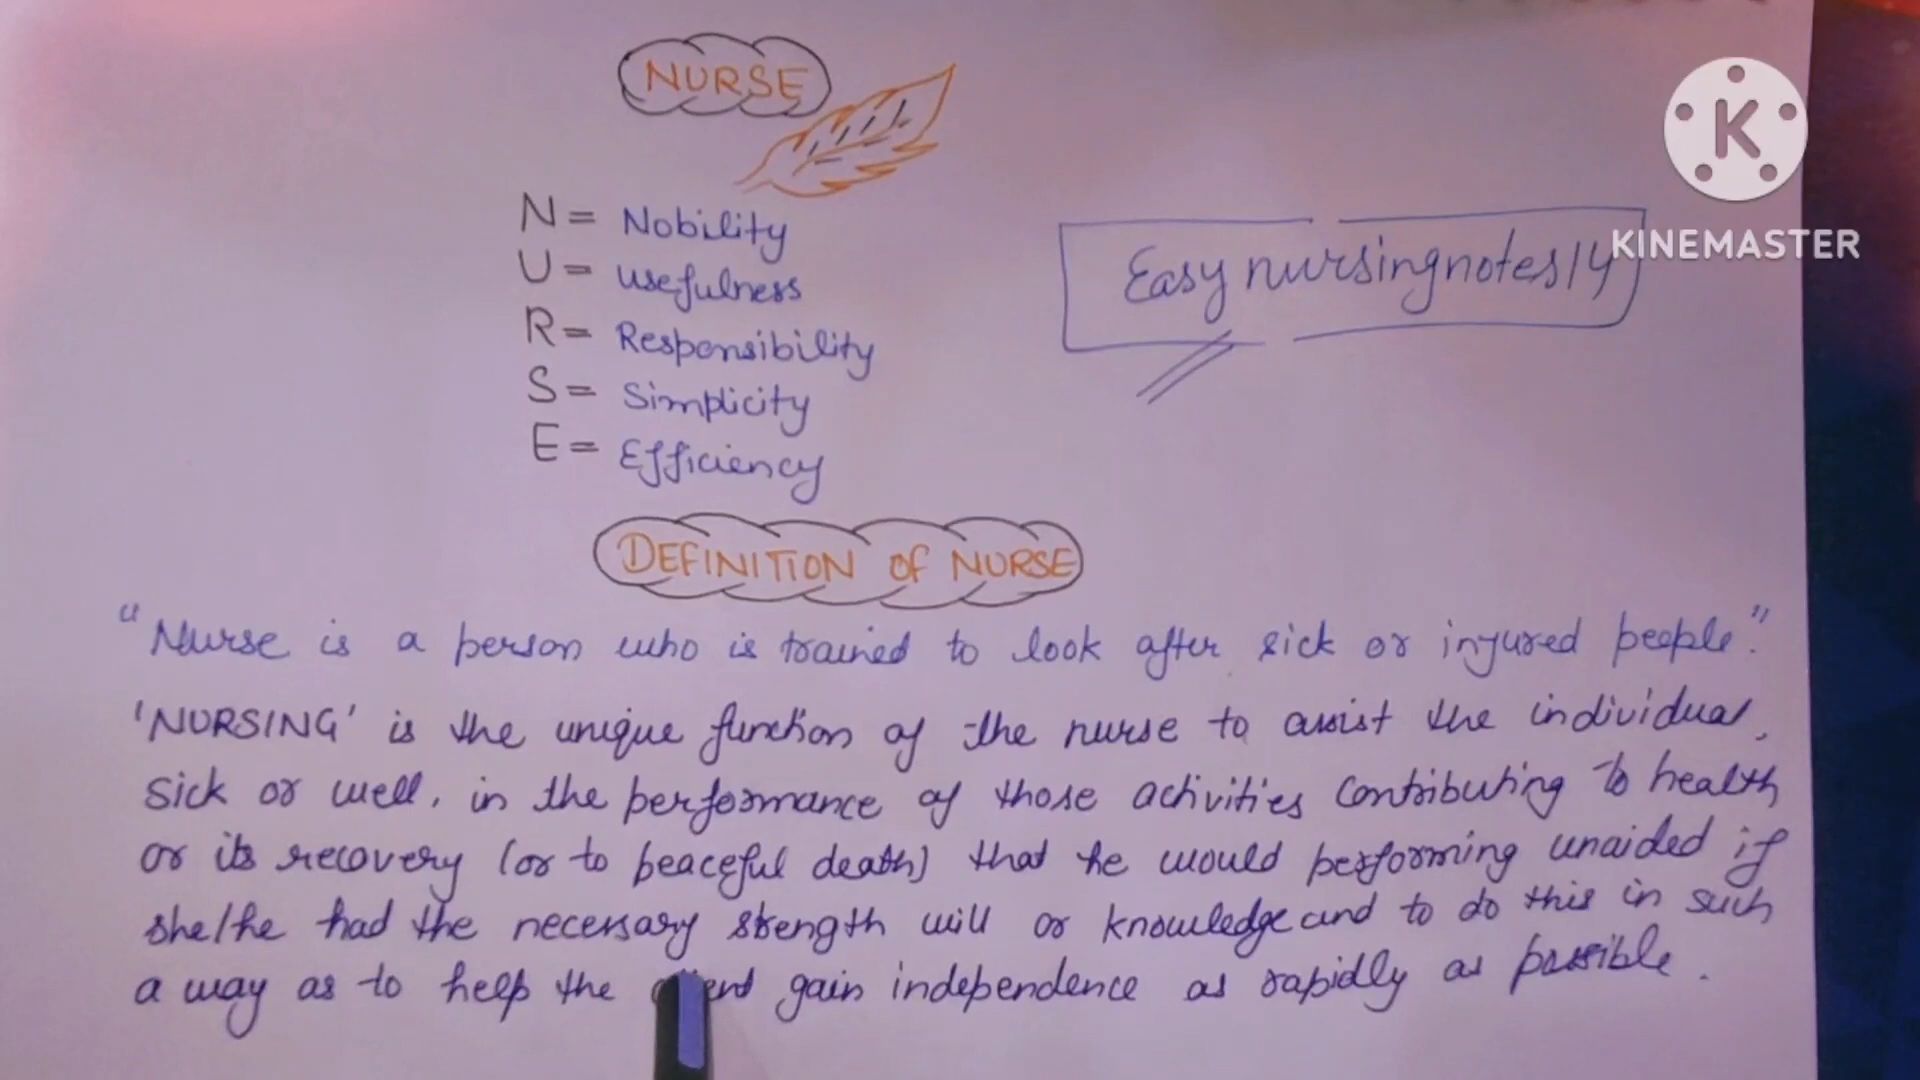 NURSE
N = Nobility
U = usefulness
R = Responsibility
S = Simplicity
E = Efficiency
Easy nursingnotes14
K
KINEMASTER
DEFINITION OF NURSE
"Nurse is a person who is trained to look after sick or injured people."
'NURSING' is the unique function of the nurse to assist the individual,
sick or well, in the performance of those activities contributing to health
or its recovery (or to peaceful death) that he would performing unaided if
she/he had the necessary strength will or knowledge and to do this in such
a way as to help the gain independence as rapidly as possible.